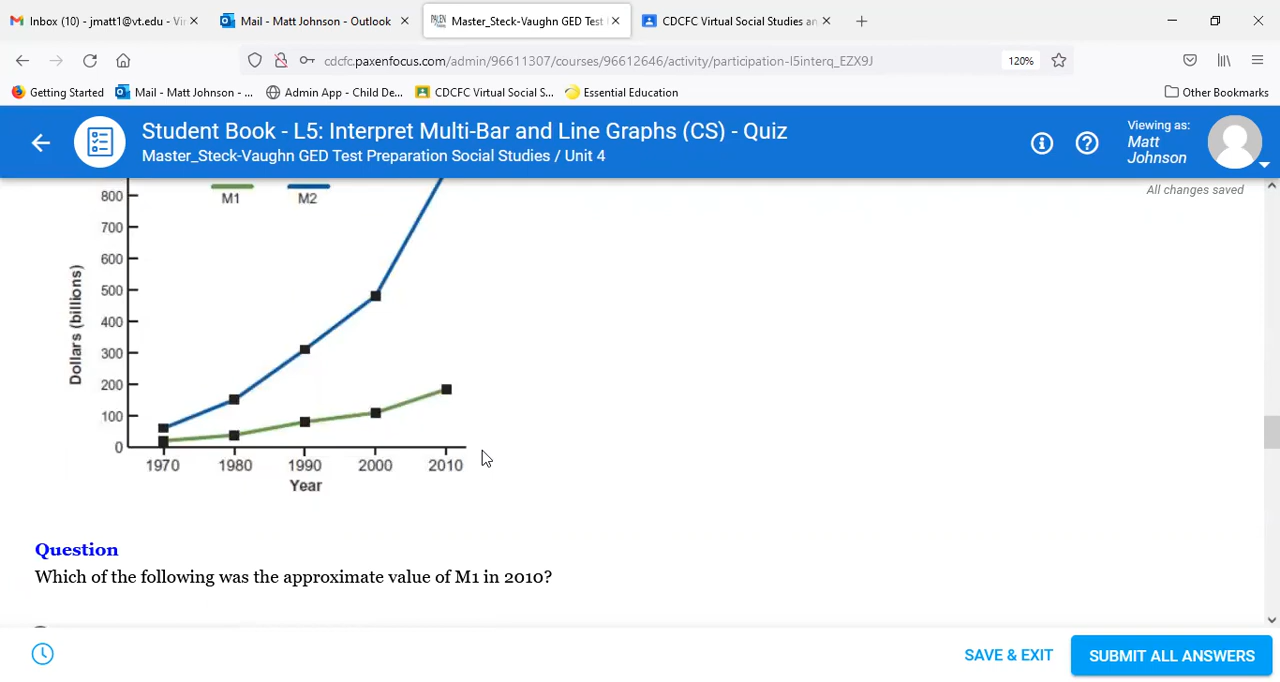 Inbox (10) - jmatt1@vt.edu - Vir
Mail - Matt Johnson - Outlook
PAXEN
Master_Steck-Vaughn GED Test
CDCFC Virtual Social Studies an
cdcfc.paxenfocus.com/admin/96611307/courses/96612646/activity/participation-l5interq_EZX9J
120%
Getting Started
Mail - Matt Johnson - ...
Admin App - Child De...
CDCFC Virtual Social S...
Essential Education
Other Bookmarks
Student Book - L5: Interpret Multi-Bar and Line Graphs (CS) - Quiz
Master_Steck-Vaughn GED Test Preparation Social Studies / Unit 4
Viewing as:
Matt
Johnson
All changes saved
M1
M2
800
700
600
500
400
300
200
100
0
Dollars (billions)
1970
1980
1990
2000
2010
Year
Question
Which of the following was the approximate value of M1 in 2010?
SAVE & EXIT
SUBMIT ALL ANSWERS